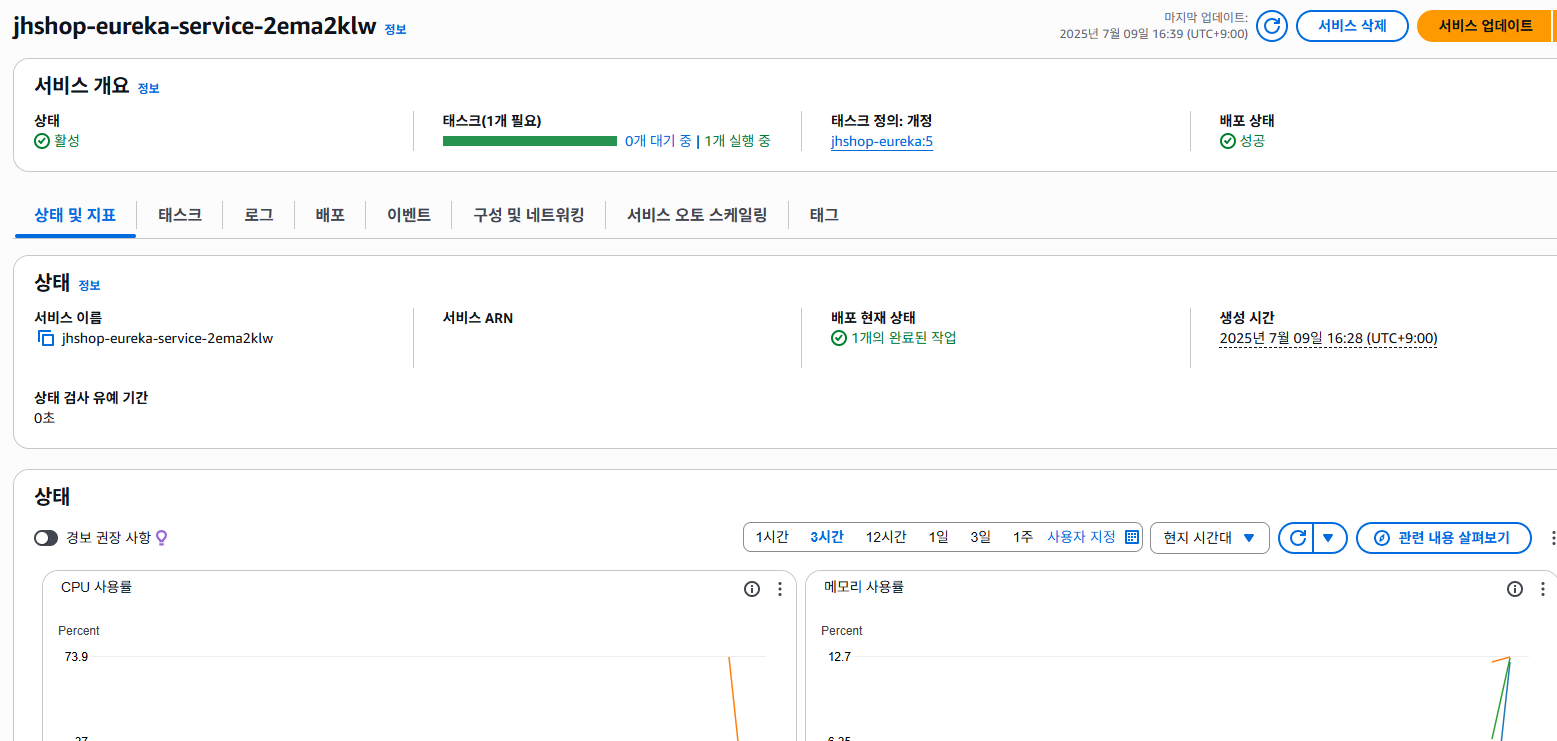 jhshop-eureka-service-2ema2klw 정보
마지막 업데이트:
2025년 7월 09일 16:39 (UTC+9:00)
서비스 삭제
서비스 업데이트
서비스 개요 정보
상태
활성
태스크(1개 필요)
0개 대기 중 | 1개 실행 중
태스크 정의: 개정
jhshop-eureka:5
배포 상태
성공
상태 및 지표
태스크
로그
배포
이벤트
구성 및 네트워킹
서비스 오토 스케일링
태그
상태 정보
서비스 이름
jhshop-eureka-service-2ema2klw
서비스 ARN
배포 현재 상태
1개의 완료된 작업
생성 시간
2025년 7월 09일 16:28 (UTC+9:00)
상태 검사 유예 기간
0초
상태
경보 권장 사항
1시간
3시간
12시간
1일
3일
1주
사용자 지정
현지 시간대
관련 내용 살펴보기
CPU 사용률
Percent
73.9
메모리 사용률
Percent
12.7